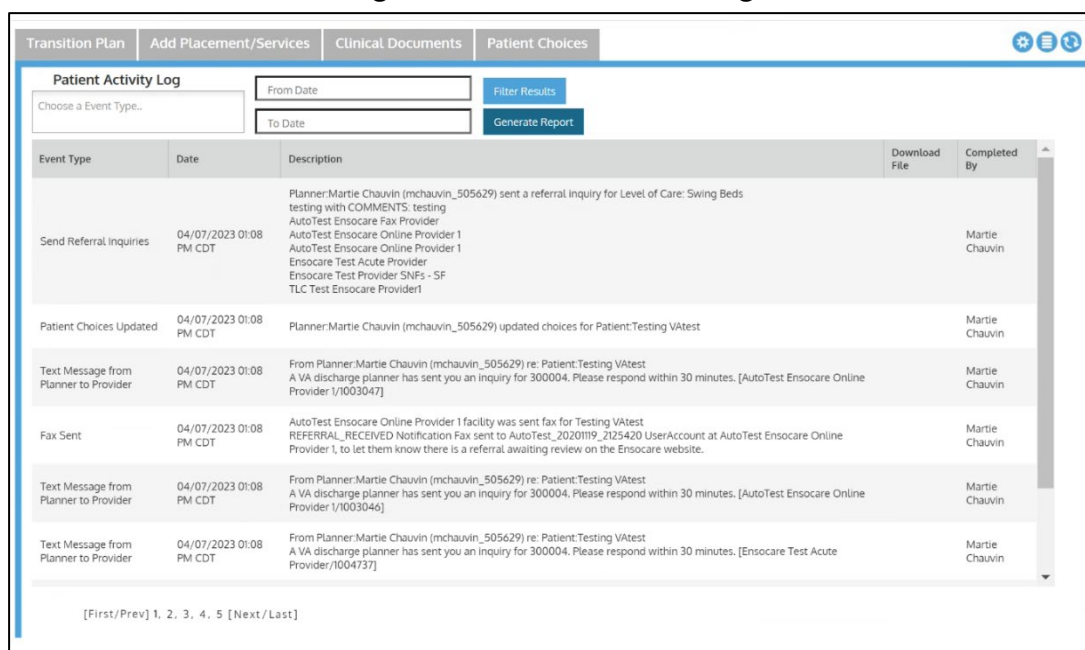 Transition Plan Add Placement/Services Clinical Documents Patient Choices
Patient Activity Log
Choose a Event Type..
From Date
To Date
Filter Results
Generate Report
Event Type Date Description Download File Completed By
Send Referral Inquiries
04/07/2023 01:08 PM CDT
Planner:Martie Chauvin (mchauvin_505629) sent a referral inquiry for Level of Care: Swing Beds
testing with COMMENTS: testing
AutoTest Ensocare Fax Provider
AutoTest Ensocare Online Provider 1
AutoTest Ensocare Online Provider 1
Ensocare Test Acute Provider
Ensocare Test Provider SNFs - SF
TLC Test Ensocare Provider1
Martie Chauvin
Patient Choices Updated
04/07/2023 01:08 PM CDT
Planner:Martie Chauvin (mchauvin_505629) updated choices for Patient:Testing VAtest
Martie Chauvin
Text Message from Planner to Provider
04/07/2023 01:08 PM CDT
From Planner:Martie Chauvin (mchauvin_505629) re: Patient:Testing VAtest
A VA discharge planner has sent you an inquiry for 300004. Please respond within 30 minutes. [AutoTest Ensocare Online
Provider 1/1003047]
Martie Chauvin
Fax Sent
04/07/2023 01:08 PM CDT
AutoTest Ensocare Online Provider 1 facility was sent fax for Testing VAtest
REFERRAL_RECEIVED Notification Fax sent to AutoTest_20201119_2125420 UserAccount at AutoTest Ensocare Online
Provider 1, to let them know there is a referral awaiting review on the Ensocare website.
Martie Chauvin
Text Message from Planner to Provider
04/07/2023 01:08 PM CDT
From Planner:Martie Chauvin (mchauvin_505629) re: Patient:Testing VAtest
A VA discharge planner has sent you an inquiry for 300004. Please respond within 30 minutes. [AutoTest Ensocare Online
Provider 1/1003046]
Martie Chauvin
Text Message from Planner to Provider
04/07/2023 01:08 PM CDT
From Planner:Martie Chauvin (mchauvin_505629) re: Patient:Testing VAtest
A VA discharge planner has sent you an inquiry for 300004. Please respond within 30 minutes. [Ensocare Test Acute
Provider/1004737]
Martie Chauvin
[First/Prev] 1, 2, 3, 4, 5 [Next/Last]